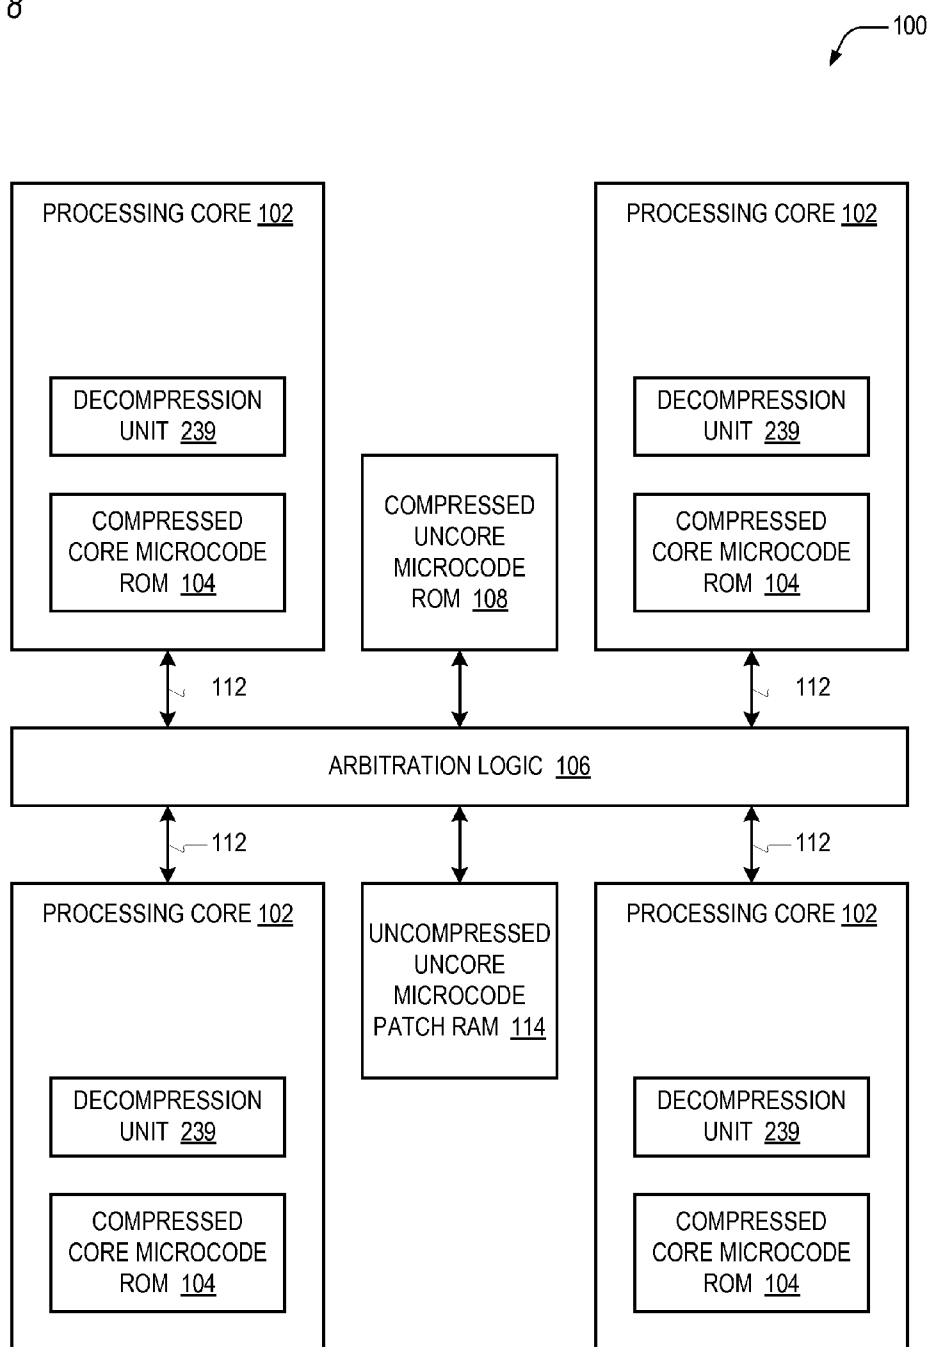 8
100
PROCESSING CORE 102
DECOMPRESSION
UNIT 239
COMPRESSED
CORE MICROCODE
ROM 104
COMPRESSED
UNCORE
MICROCODE
ROM 108
PROCESSING CORE 102
DECOMPRESSION
UNIT 239
COMPRESSED
CORE MICROCODE
ROM 104
112
112
ARBITRATION LOGIC 106
112
112
PROCESSING CORE 102
DECOMPRESSION
UNIT 239
COMPRESSED
CORE MICROCODE
ROM 104
UNCOMPRESSED
UNCORE
MICROCODE
PATCH RAM 114
PROCESSING CORE 102
DECOMPRESSION
UNIT 239
COMPRESSED
CORE MICROCODE
ROM 104